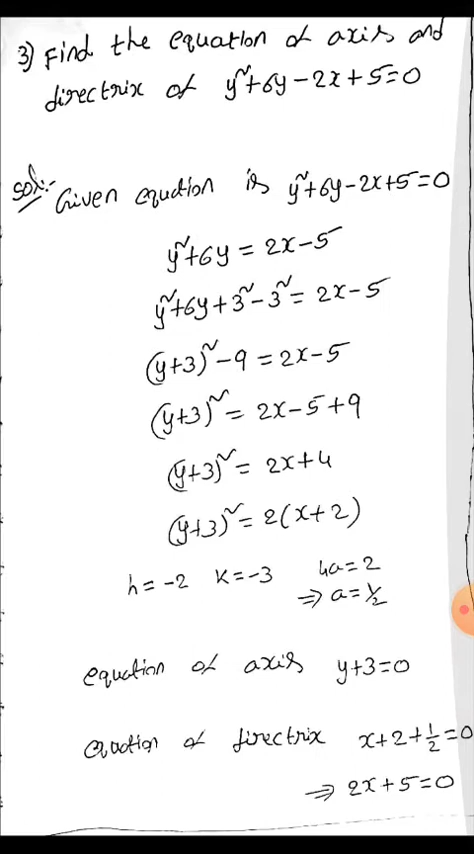 3) Find the equation of axis and
directrix of y²+6y-2x+5=0
Sol:- Given equation is y²+6y-2x+5=0
y²+6y = 2x-5
y²+6y+3²-3² = 2x-5
(y+3)²-9 = 2x-5
(y+3)² = 2x-5+9
(y+3)² = 2x+4
(y+3)² = 2(x+2)
h = -2 K = -3 4a = 2
⇒ a = 1/2
equation of axis y+3=0
equation of directrix x+2+1/2=0
⇒ 2x+5=0